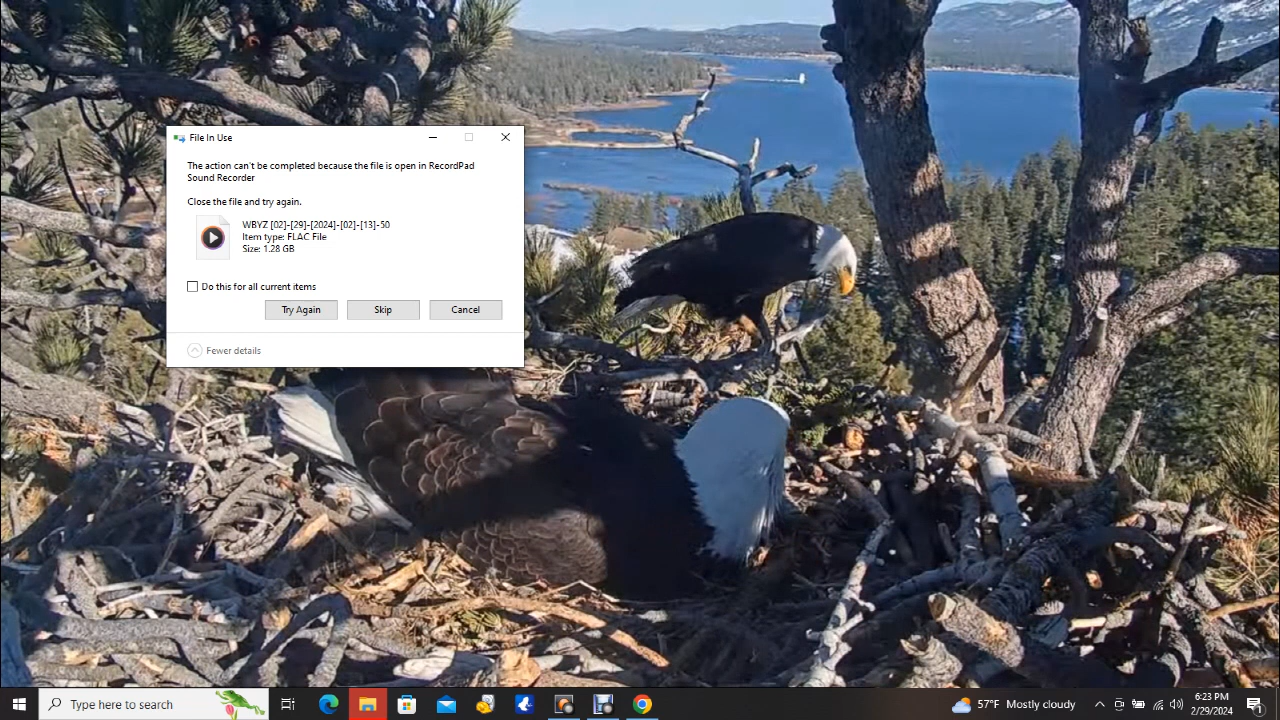 File In Use
The action can't be completed because the file is open in RecordPad
Sound Recorder
Close the file and try again.
WBYZ [02]-[29]-[2024]-[02]-[13]-50
Item type: FLAC File
Size: 1.28 GB
Do this for all current items
Try Again
Skip
Cancel
Fewer details
Type here to search
57°F Mostly cloudy
6:23 PM
2/29/2024
1